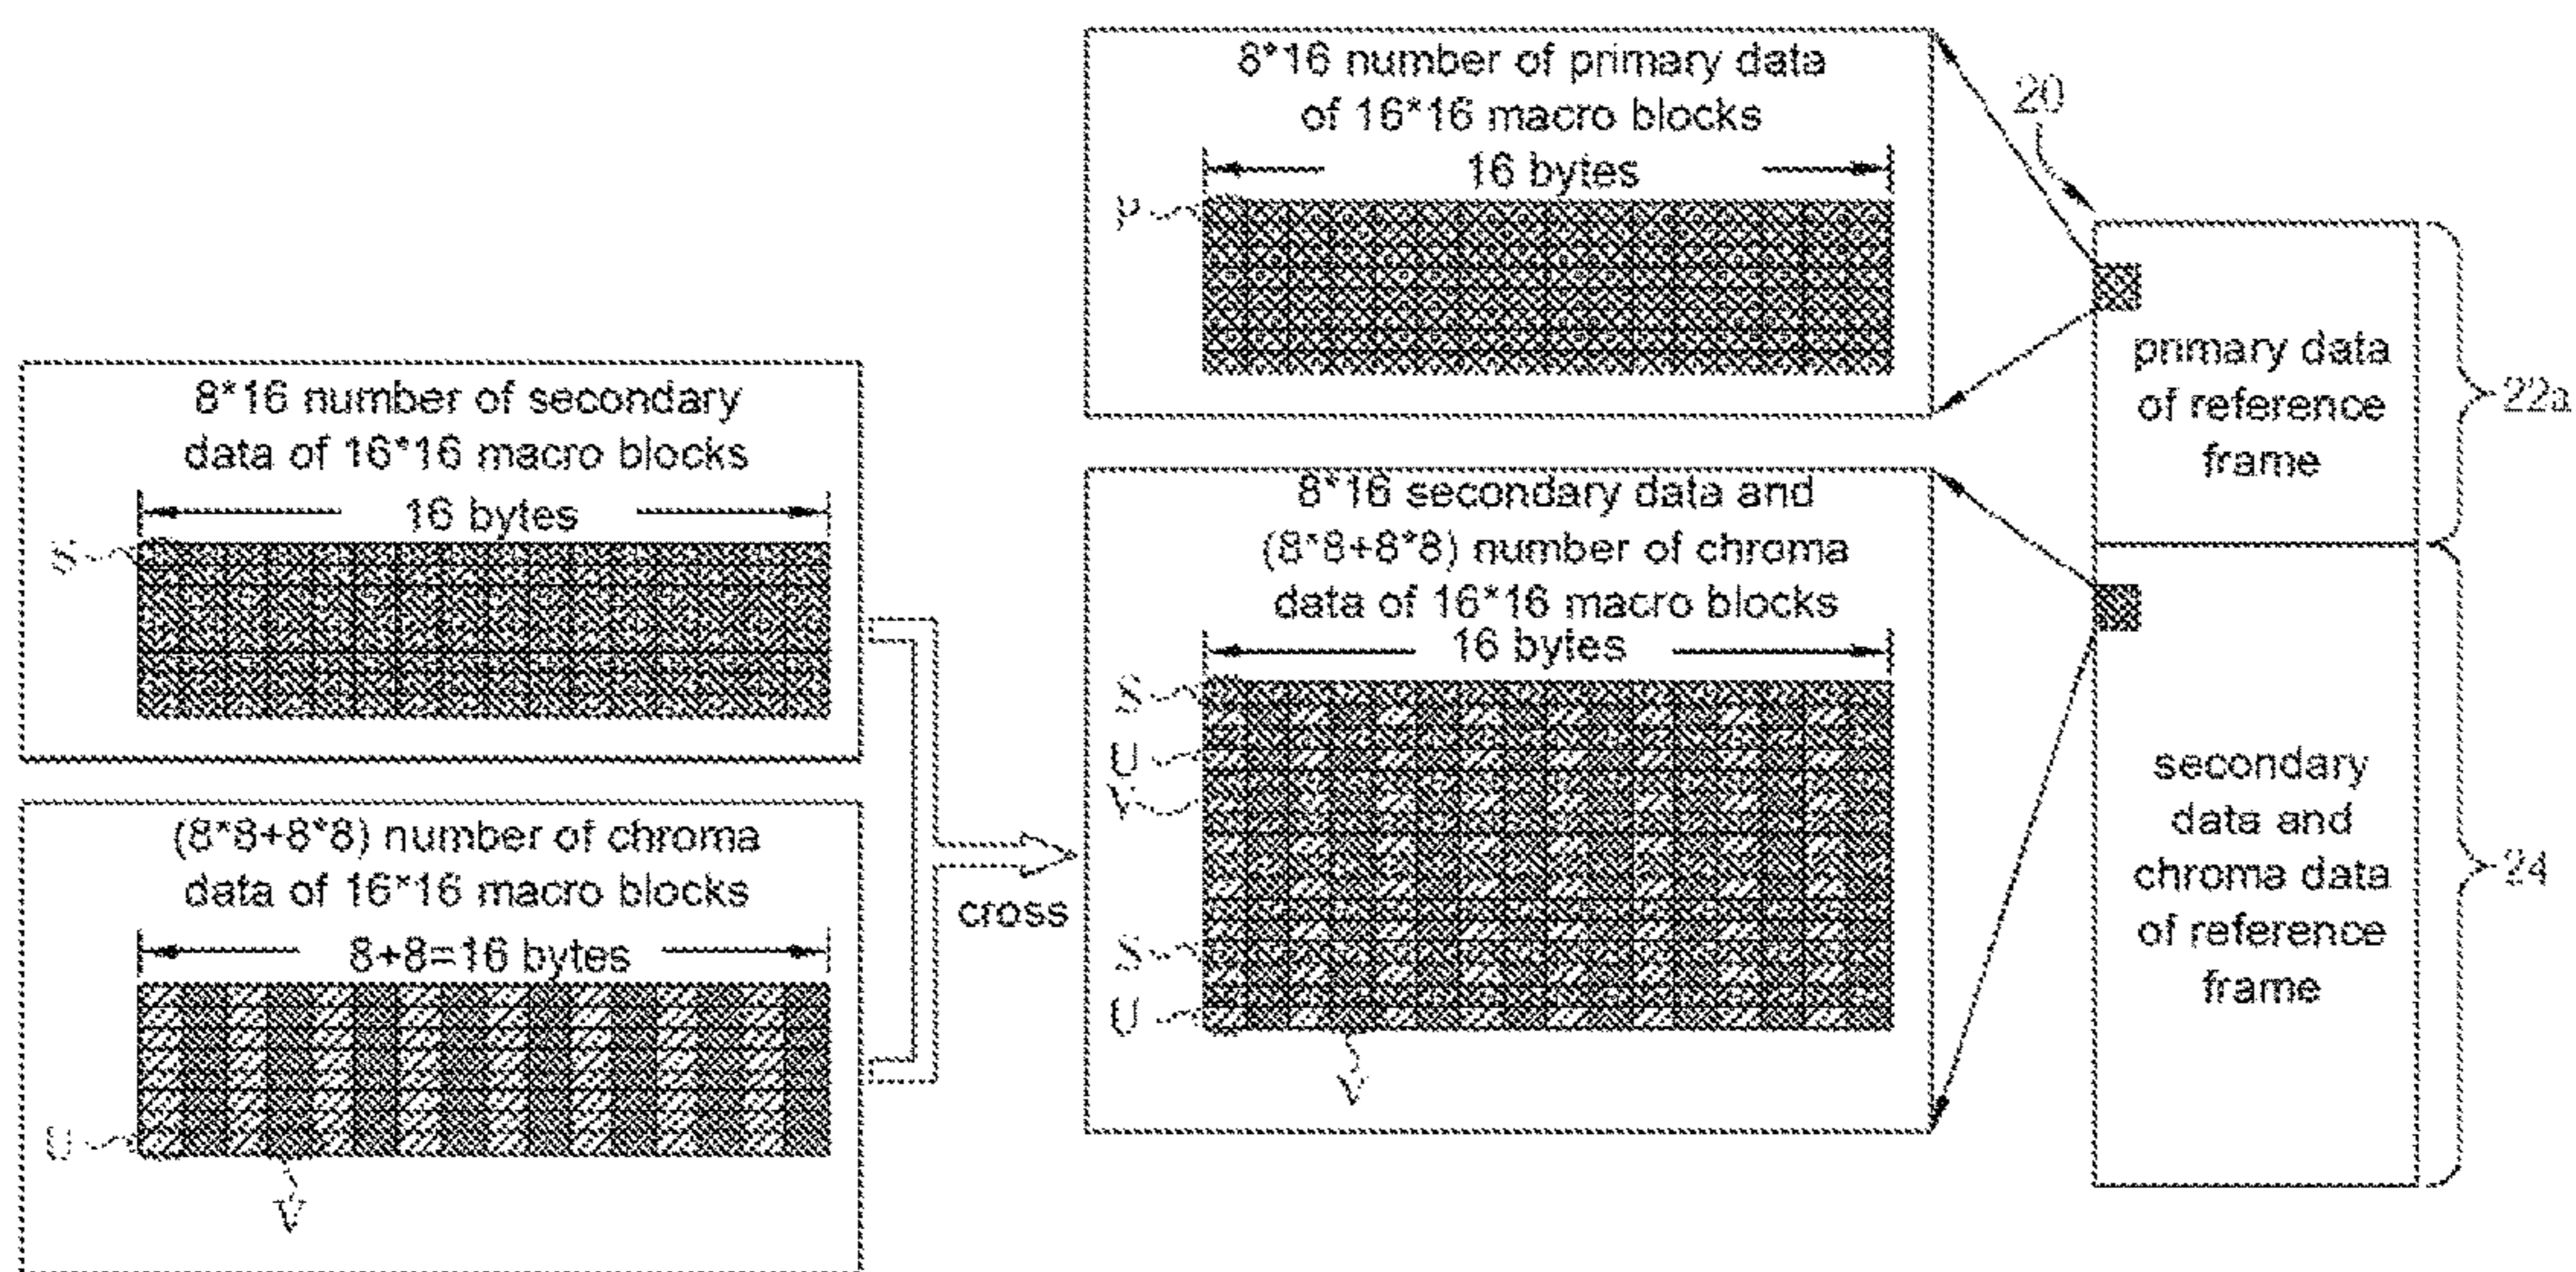 8*16 number of primary data
of 16*16 macro blocks
16 bytes
P
20
primary data
of reference
frame
22a
8*16 number of secondary
data of 16*16 macro blocks
16 bytes
S
(8*8+8*8) number of chroma
data of 16*16 macro blocks
8+8=16 bytes
U
V
cross
8*16 secondary data and
(8*8+8*8) number of chroma
data of 16*16 macro blocks
16 bytes
S
U
V
S
U
V
secondary
data and
chroma data
of reference
frame
24